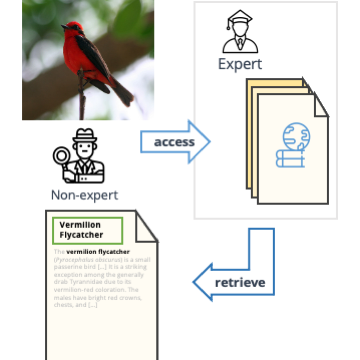 Expert
access
Non-expert
Vermilion
Flycatcher
The vermilion flycatcher
(Pyrocephalus obscurus) is a small
passerine bird [...] It is a striking
exception among the generally
drab Tyrannidae due to its
vermilion-red coloration. The
males have bright red crowns,
chests, and [...]
retrieve